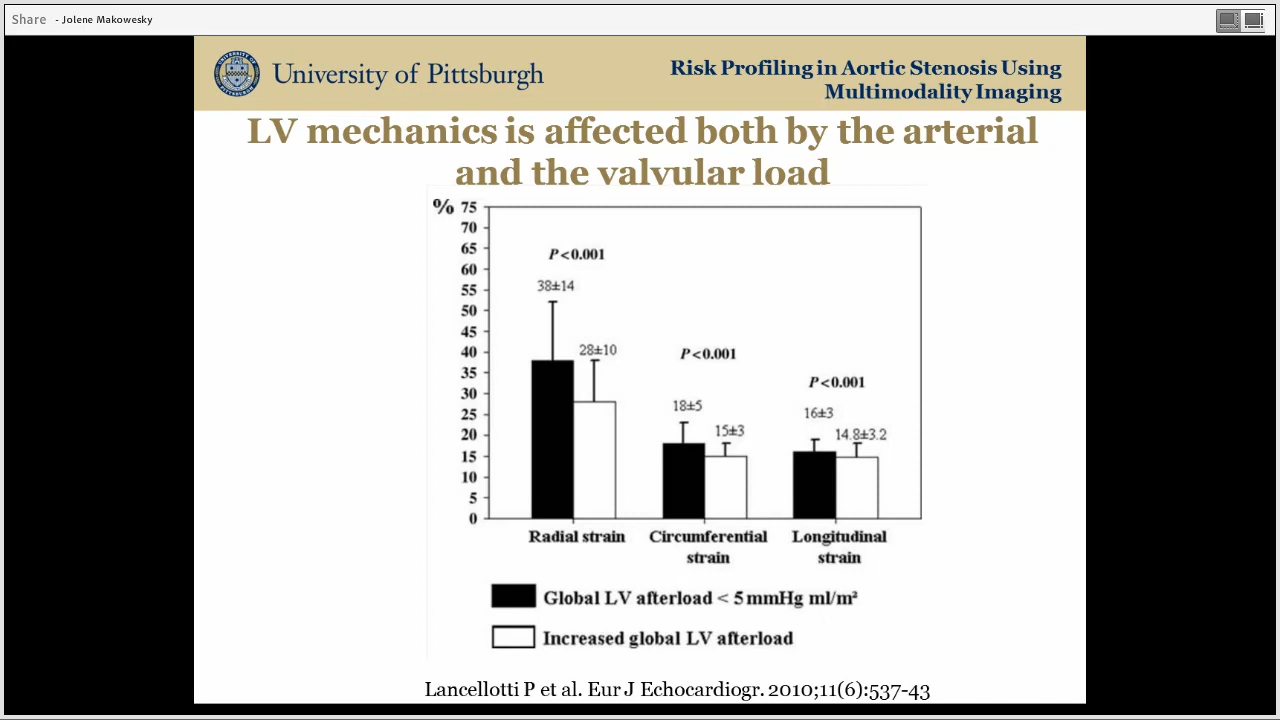 Share - Jolene Makowesky
University of Pittsburgh
Risk Profiling in Aortic Stenosis Using
Multimodality Imaging
LV mechanics is affected both by the arterial
and the valvular load
% 75
70
65
60
55
50
45
40
35
30
25
20
15
10
5
0
P<0.001
38±14
28±10
P<0.001
18±5
15±3
P<0.001
16±3
14.8±3.2
Radial strain
Circumferential
strain
Longitudinal
strain
Global LV afterload < 5 mmHg ml/m²
Increased global LV afterload
Lancellotti P et al. Eur J Echocardiogr. 2010;11(6):537-43